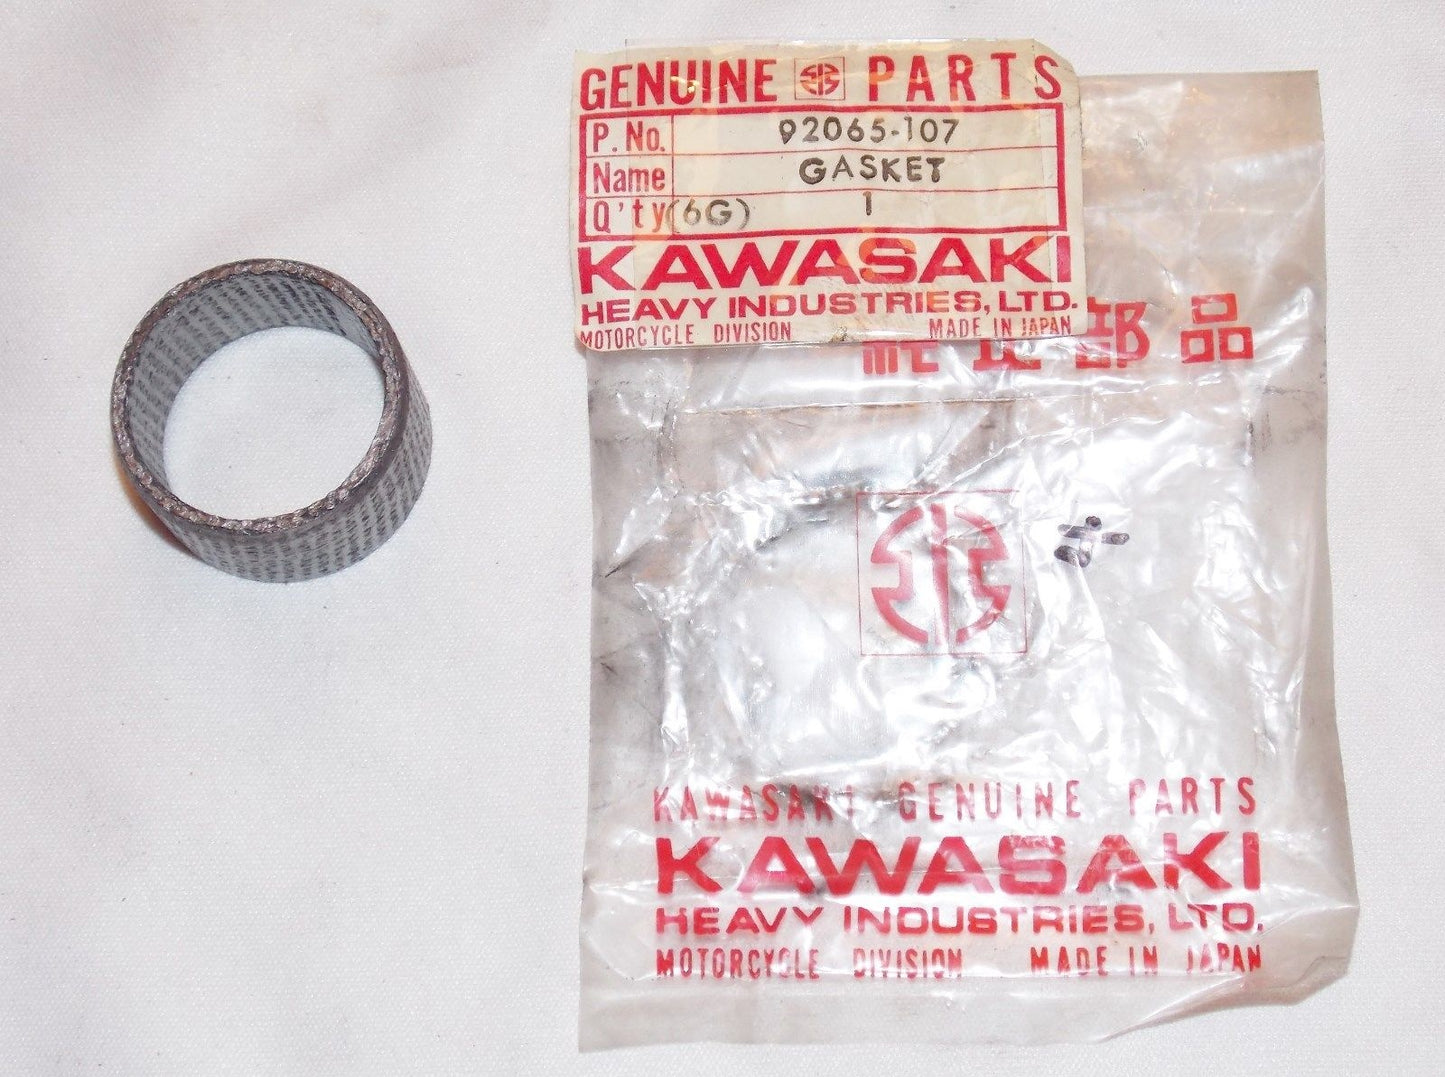 GENUINE PARTS
P. No. 92065-107
Name GASKET
Q'ty (6G) 1
KAWASAKI
HEAVY INDUSTRIES, LTD.
MOTORCYCLE DIVISION MADE IN JAPAN
純正部品
KAWASAKI GENUINE PARTS
KAWASAKI
HEAVY INDUSTRIES, LTD.
MOTORCYCLE DIVISION MADE IN JAPAN